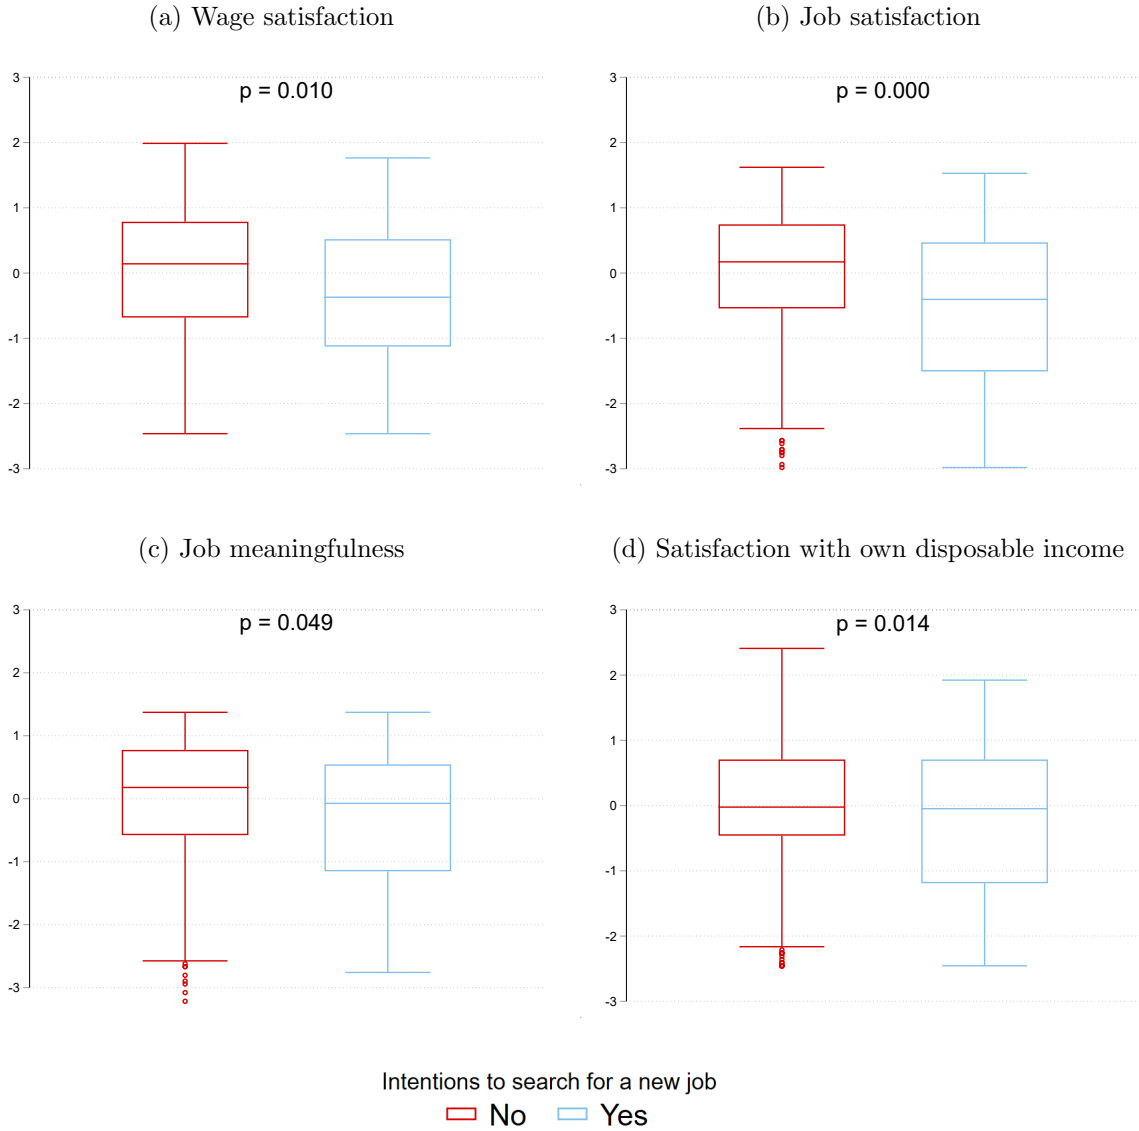 (a) Wage satisfaction
(b) Job satisfaction
p = 0.010
p = 0.000
3
2
1
0
-1
-2
-3
3
2
1
0
-1
-2
-3
(c) Job meaningfulness
(d) Satisfaction with own disposable income
p = 0.049
p = 0.014
3
2
1
0
-1
-2
-3
3
2
1
0
-1
-2
-3
Intentions to search for a new job
No Yes